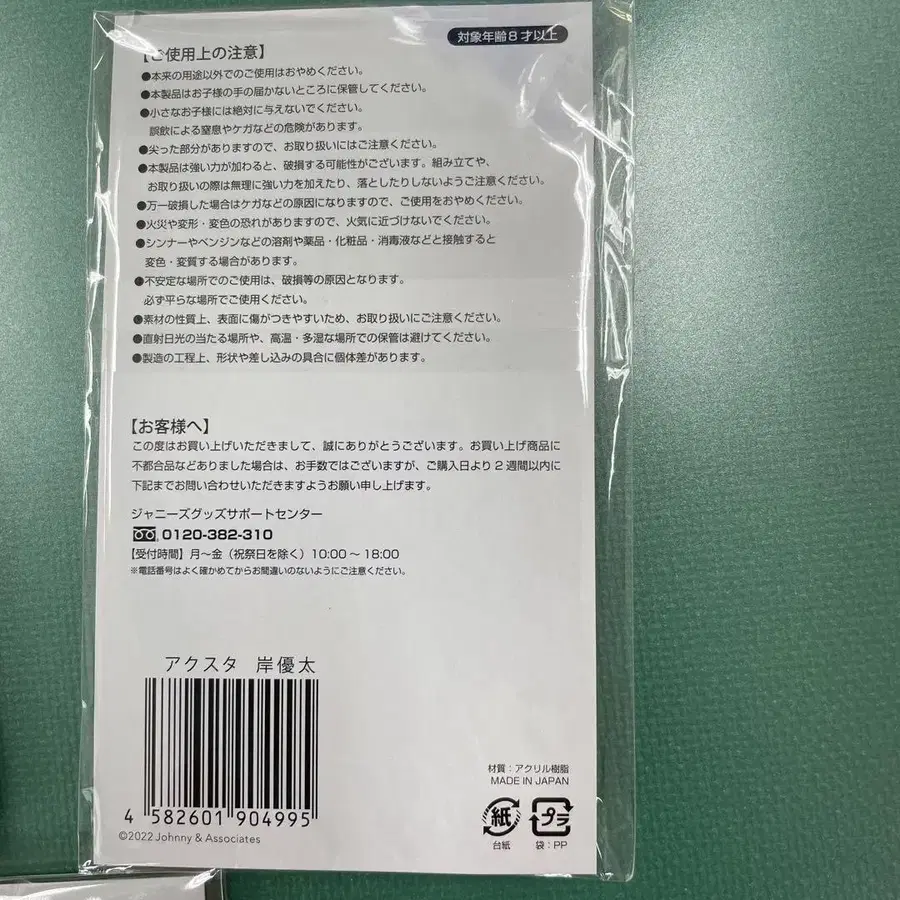 対象年齢8才以上
【ご使用上の注意】
●本来の用途以外でのご使用はおやめください。
●本製品はお子様の手の届かないところに保管してください。
●小さなお子様には絶対に与えないでください。
誤飲による窒息やケガなどの危険があります。
●尖った部分がありますので、お取り扱いにはご注意ください。
●本製品は強い力が加わると、破損する可能性がございます。組み立てや、
お取り扱いの際は無理に強い力を加えたり、落としたりしないようご注意ください。
●万一破損した場合はケガなどの原因になりますので、ご使用をおやめください。
●火災や変形・変色の恐れがありますので、火気に近づけないでください。
●シンナーやベンジンなどの溶剤や薬品・化粧品・消毒液などと接触すると
変色・変質する場合があります。
●不安定な場所でのご使用は、破損等の原因となります。
必ず平らな場所でご使用ください。
●素材の性質上、表面に傷がつきやすいため、お取り扱いにご注意ください。
●直射日光の当たる場所や、高温・多湿な場所での保管は避けてください。
●製造の工程上、形状や差し込みの具合に個体差があります。
【お客様へ】
この度はお買い上げいただきまして、誠にありがとうございます。お買い上げ商品に
不都合品などありました場合は、お手数ではございますが、ご購入日より2週間以内に
下記までお問い合わせいただきますようお願い申し上げます。
ジャニーズグッズサポートセンター
0120-382-310
【受付時間】月～金（祝祭日を除く）10:00～18:00
※電話番号はよく確かめてからお間違いのないようにご注意ください。
アクスタ 岸優太
4 582601 904995
©2022 Johnny & Associates
材質：アクリル樹脂
MADE IN JAPAN
紙 プラ
台紙 袋：PP